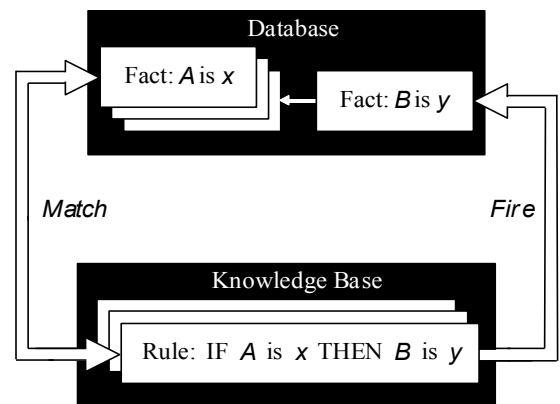 Database
Fact: A is x
Fact: B is y
Match
Fire
Knowledge Base
Rule: IF A is x THEN B is y